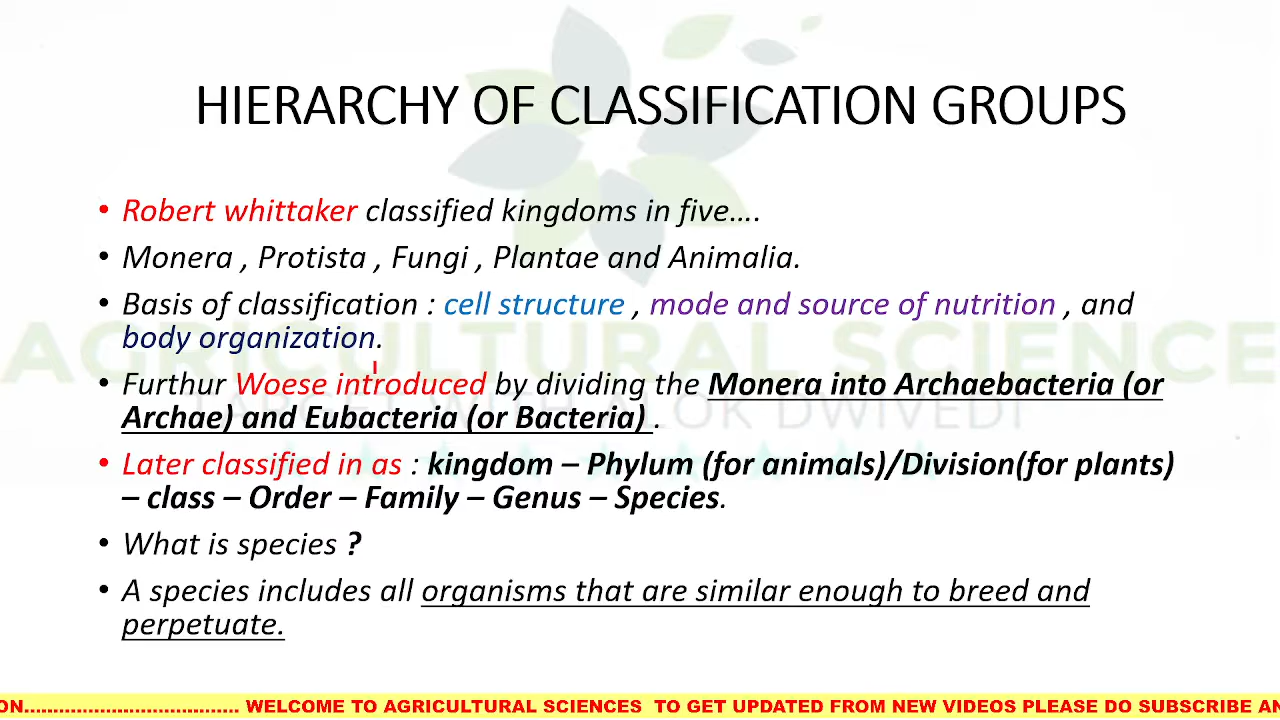 HIERARCHY OF CLASSIFICATION GROUPS
• Robert whittaker classified kingdoms in five....
• Monera , Protista , Fungi , Plantae and Animalia.
• Basis of classification : cell structure , mode and source of nutrition , and
body organization.
AGRICULTURAL SCIENCE
• Furthur Woese introduced by dividing the Monera into Archaebacteria (or
Archae) and Eubacteria (or Bacteria) .
DWIVEDI
• Later classified in as : kingdom – Phylum (for animals)/Division(for plants)
– class – Order – Family – Genus – Species.
• What is species ?
• A species includes all organisms that are similar enough to breed and
perpetuate.
ON..................................... WELCOME TO AGRICULTURAL SCIENCES TO GET UPDATED FROM NEW VIDEOS PLEASE DO SUBSCRIBE AN